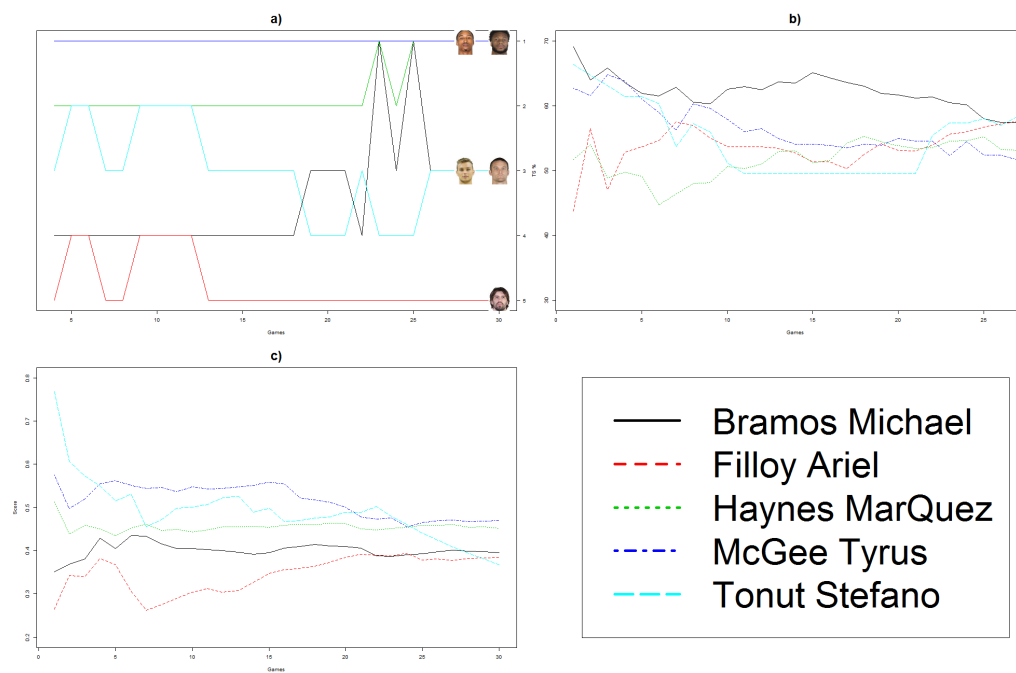 a)
1
2
3
4
5
5
10
15
20
25
30
Games
b)
70
60
50
40
30
TS %
0
5
10
15
20
25
Games
c)
0.8
0.7
0.6
0.5
0.4
0.3
0.2
Score
0
5
10
15
20
25
30
Games
Bramos Michael
Filloy Ariel
Haynes MarQuez
McGee Tyrus
Tonut Stefano